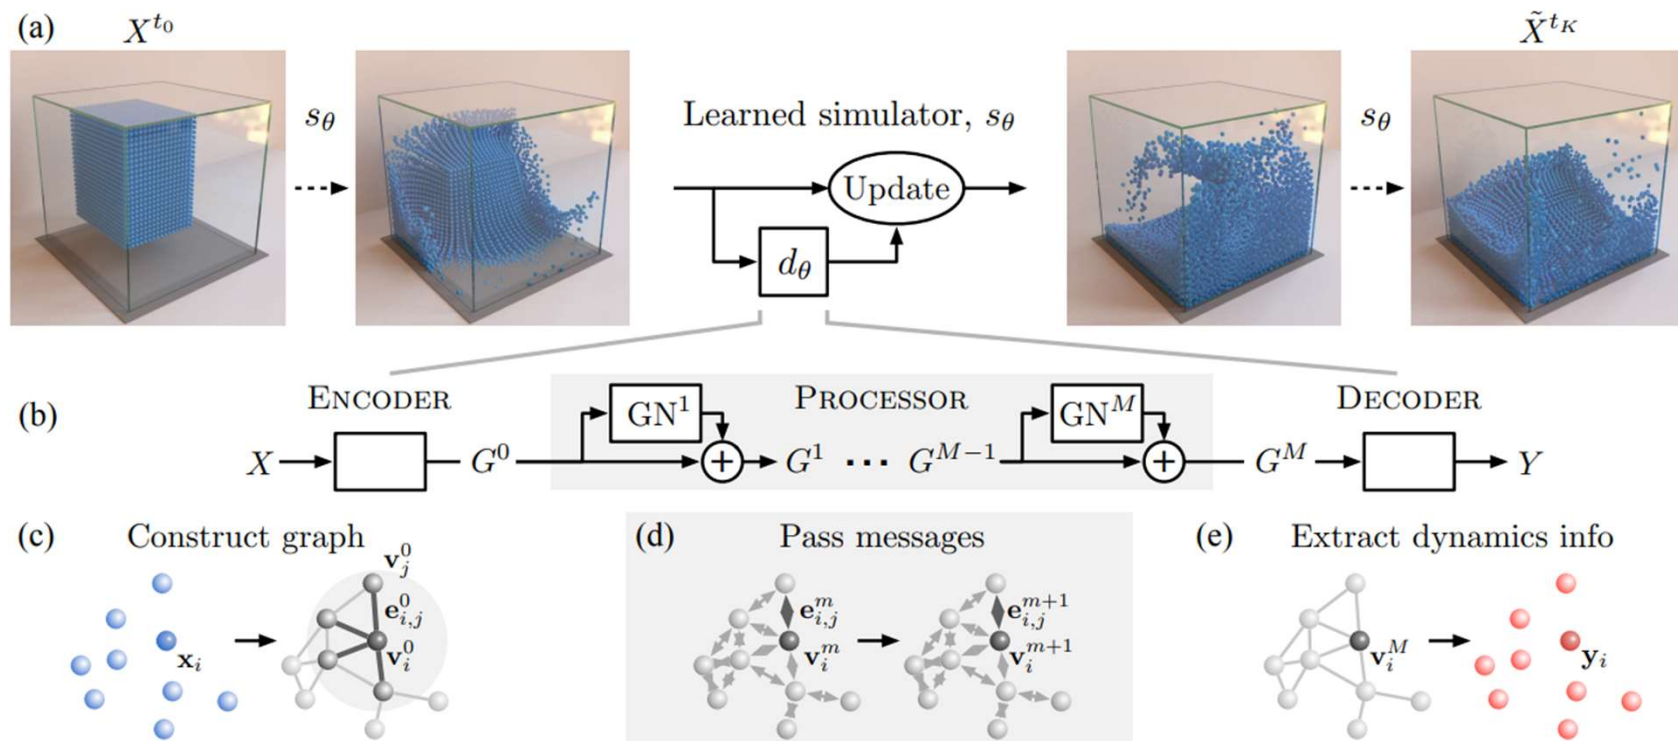 (a)
X^{t_0}
s_θ
Learned simulator, s_θ
Update
d_θ
s_θ
X̃^{t_K}
(b)
ENCODER
PROCESSOR
DECODER
GN^1
GN^M
X
G^0
+
G^1 ··· G^{M-1}
+
G^M
Y
(c) Construct graph
v_j^0
e_{i,j}^0
v_i^0
x_i
(d) Pass messages
e_{i,j}^m
v_i^m
e_{i,j}^{m+1}
v_i^{m+1}
(e) Extract dynamics info
v_i^M
y_i